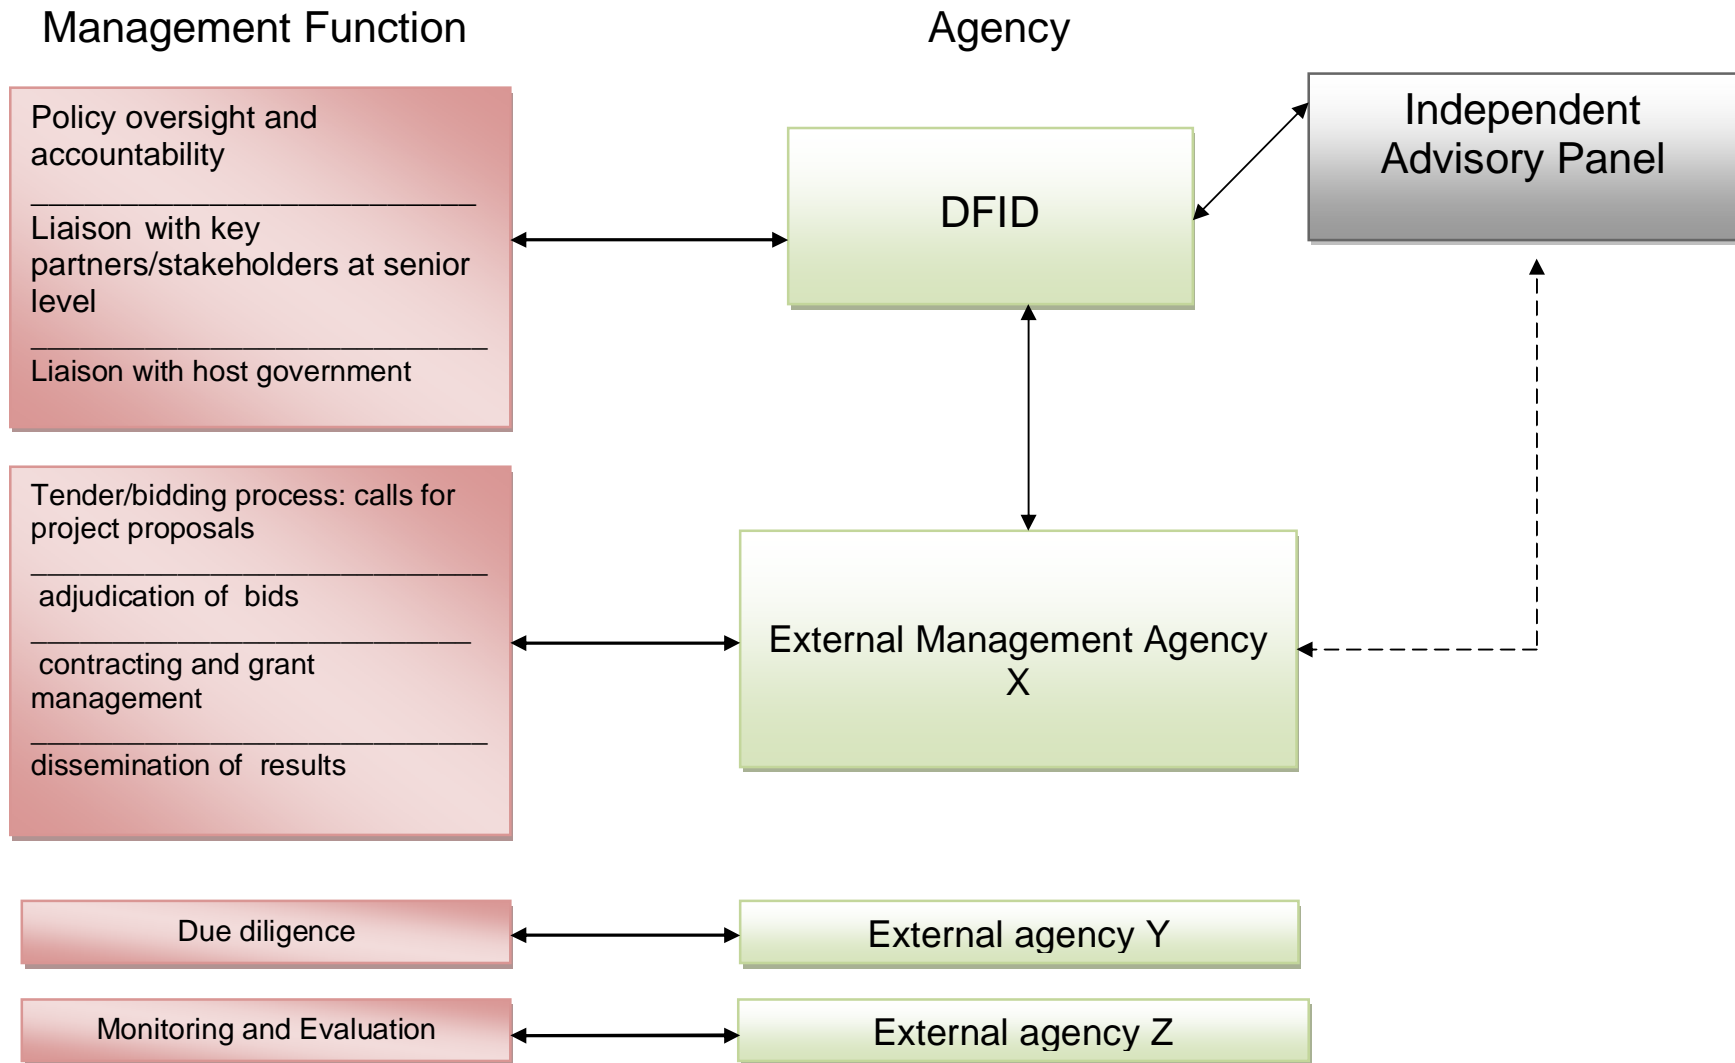 Management Function
Agency
Policy oversight and
accountability
Liaison with key
partners/stakeholders at senior
level
Liaison with host government
DFID
Independent
Advisory Panel
Tender/bidding process: calls for
project proposals
adjudication of bids
contracting and grant
management
dissemination of results
External Management Agency
X
Due diligence
External agency Y
Monitoring and Evaluation
External agency Z